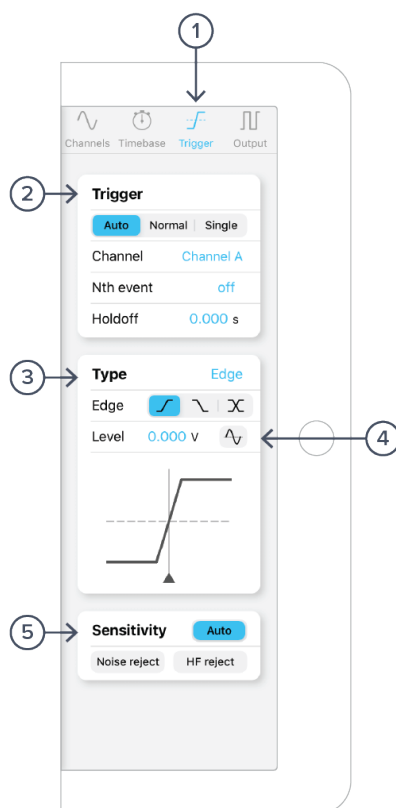 1
Channels Timebase Trigger Output
2
Trigger
Auto Normal Single
Channel Channel A
Nth event off
Holdoff 0.000 s
3
Type Edge
Edge
4
Level 0.000 V
5
Sensitivity Auto
Noise reject HF reject